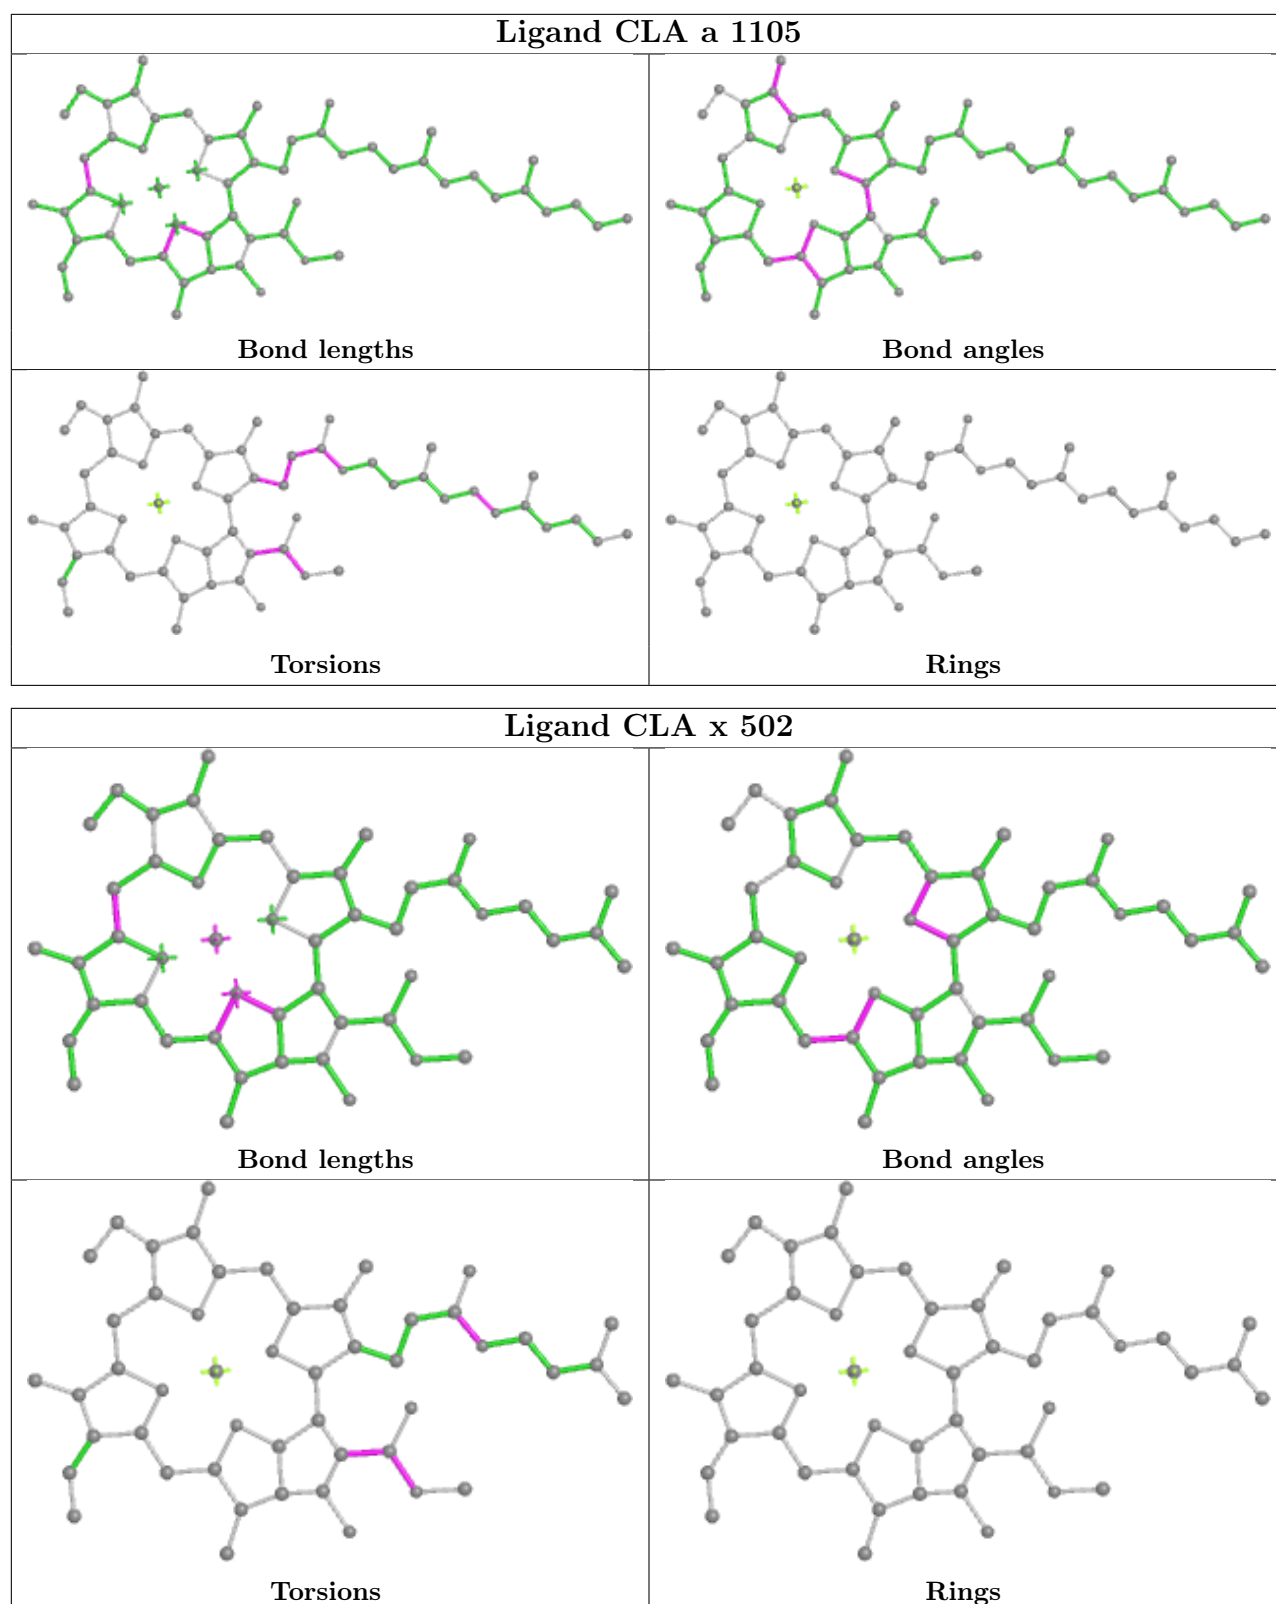 Ligand CLA a 1105
Bond lengths
Bond angles
Torsions
Rings
Ligand CLA x 502
Bond lengths
Bond angles
Torsions
Rings